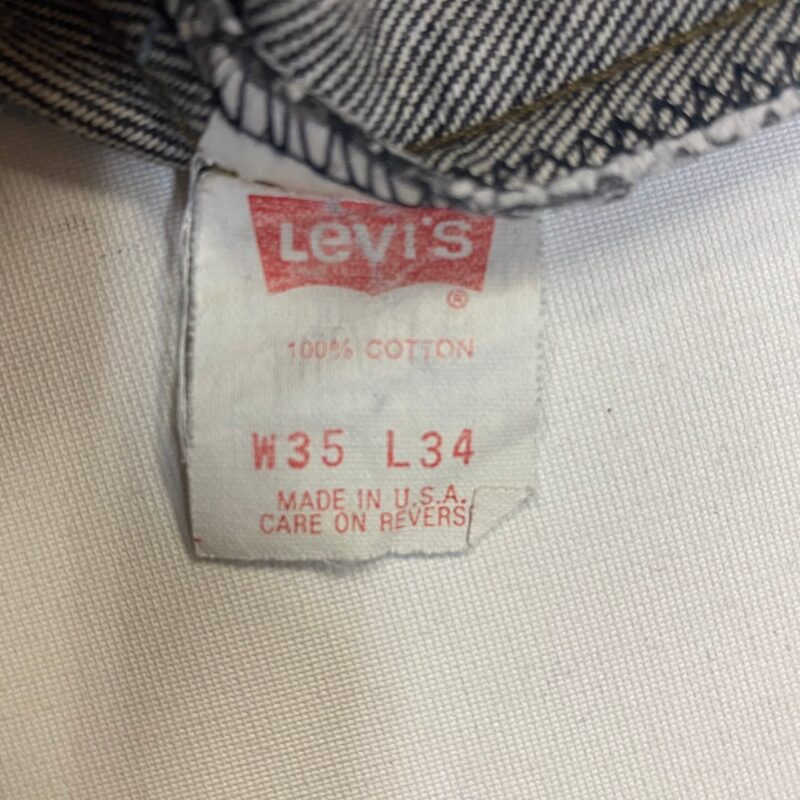 Levi's
®
100% COTTON
W35 L34
MADE IN U.S.A.
CARE ON REVERS